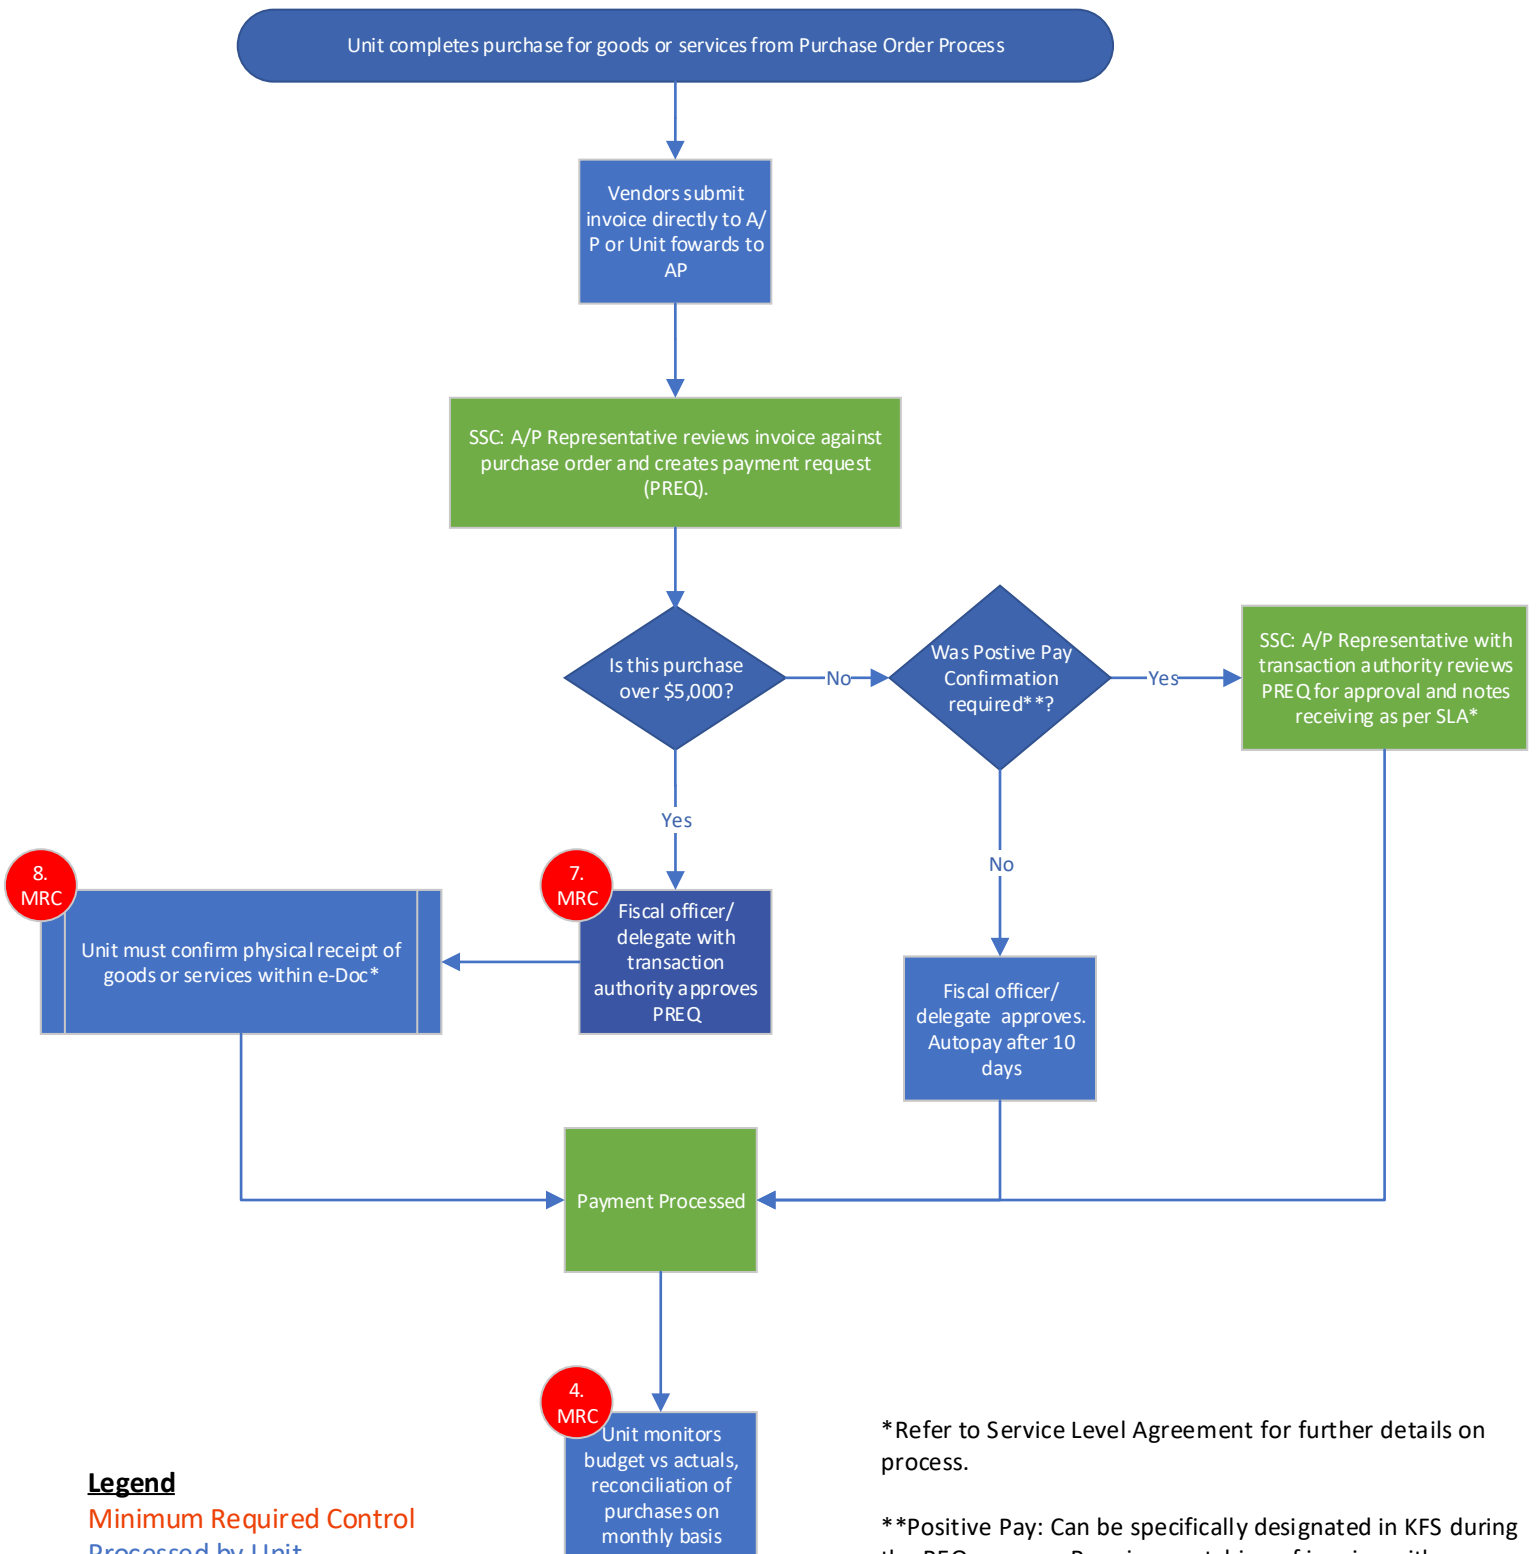 Unit completes purchase for goods or services from Purchase Order Process
Vendors submit
invoice directly to A/
P or Unit fowards to
AP
SSC: A/P Representative reviews invoice against
purchase order and creates payment request
(PREQ).
Is this purchase
over $5,000?
No
Was Postive Pay
Confirmation
required**?
Yes
SSC: A/P Representative with
transaction authority reviews
PREQ for approval and notes
receiving as per SLA*
Yes
No
8.
MRC
Unit must confirm physical receipt of
goods or services within e-Doc*
7.
MRC
Fiscal officer/
delegate with
transaction
authority approves
PREQ
Fiscal officer/
delegate approves.
Autopay after 10
days
Payment Processed
4.
MRC
Unit monitors
budget vs actuals,
reconciliation of
purchases on
monthly basis
Legend
Minimum Required Control
Processed by Unit
*Refer to Service Level Agreement for further details on
process.
**Positive Pay: Can be specifically designated in KFS during